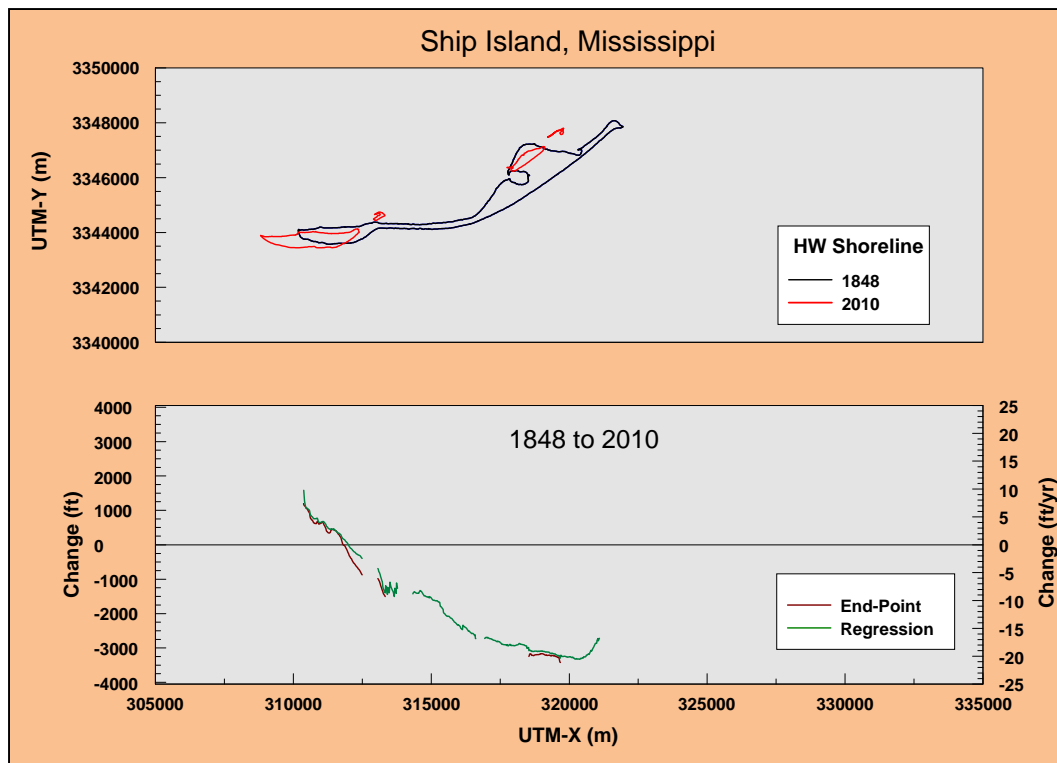 Ship Island, Mississippi
3350000
3348000
3346000
3344000
3342000
3340000
UTM-Y (m)
HW Shoreline
1848
2010
4000
3000
2000
1000
0
-1000
-2000
-3000
-4000
Change (ft)
1848 to 2010
25
20
15
10
5
0
-5
-10
-15
-20
-25
Change (ft/yr)
End-Point
Regression
305000 310000 315000 320000 325000 330000 335000
UTM-X (m)